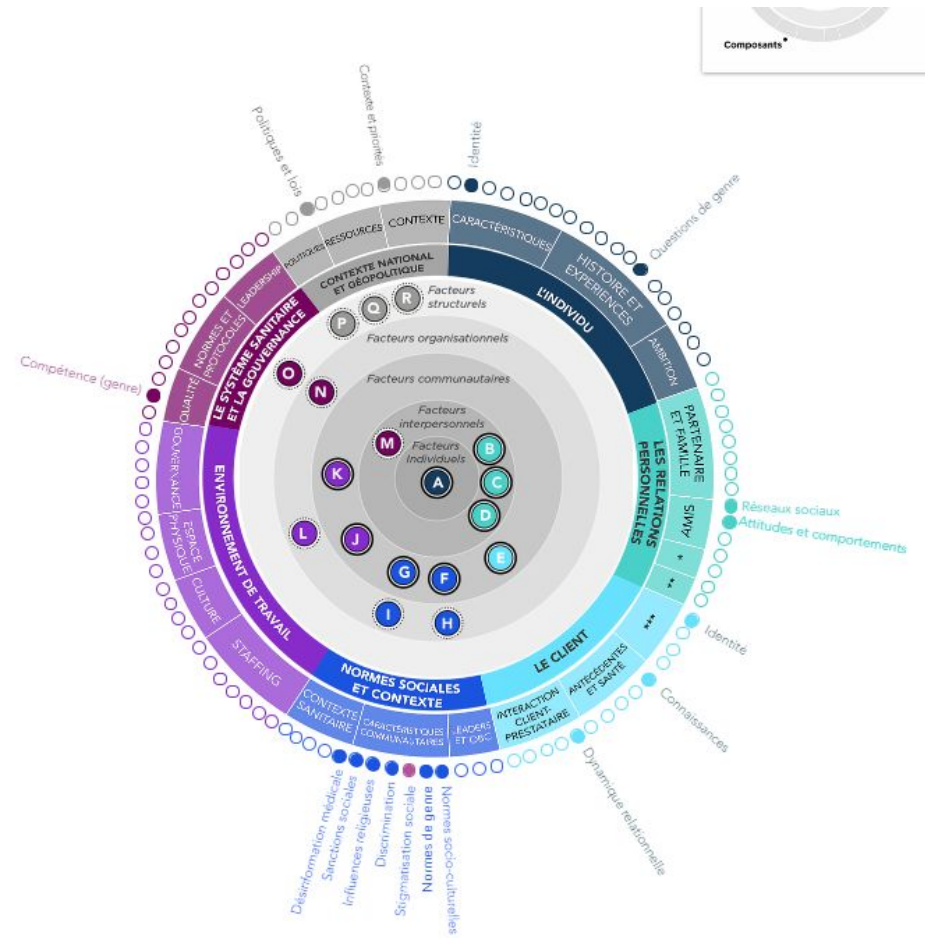 Composants
Politiques et lois
Contexte et priorités
Identité
Questions de genre
Compétence (genre)
Réseaux sociaux
Attitudes et comportements
Identité
Connaissances
Dynamique relationnelle
Normes socio-culturelles
Normes de genre
Stigmatisation sociale
Discrimination
Influences religieuses
Sanctions sociales
Désinformation médicale
CONTEXTE
CARACTÉRISTIQUES
HISTOIRE ET
EXPÉRIENCES
AMBITION
PARTENAIRE
ET FAMILLE
AMIS
*
**
***
ANTÉCÉDENTES
ET SANTÉ
INTERACTION
CLIENT-
PRESTATAIRE
LEADERS
ET OBC
CARACTÉRISTIQUES
COMMUNAUTAIRES
CONTEXTE
SANITAIRE
STAFFING
CULTURE
ESPACE
PHYSIQUE
GOUVERNANCE
QUALITÉ
NORMES ET
PROTOCOLES
LEADERSHIP
POLITIQUES
RESSOURCES
CONTEXTE NATIONAL
ET GÉOPOLITIQUE
L'INDIVIDU
LES RELATIONS
PERSONNELLES
LE CLIENT
NORMES SOCIALES
ET CONTEXTE
ENVIRONNEMENT DE TRAVAIL
LE SYSTÈME SANITAIRE
ET LA GOUVERNANCE
Facteurs
structurels
Facteurs organisationnels
Facteurs communautaires
Facteurs
interpersonnels
Facteurs
Individuels
R
Q
P
O
N
M
B
K
A
C
D
L
J
E
G
F
I
H